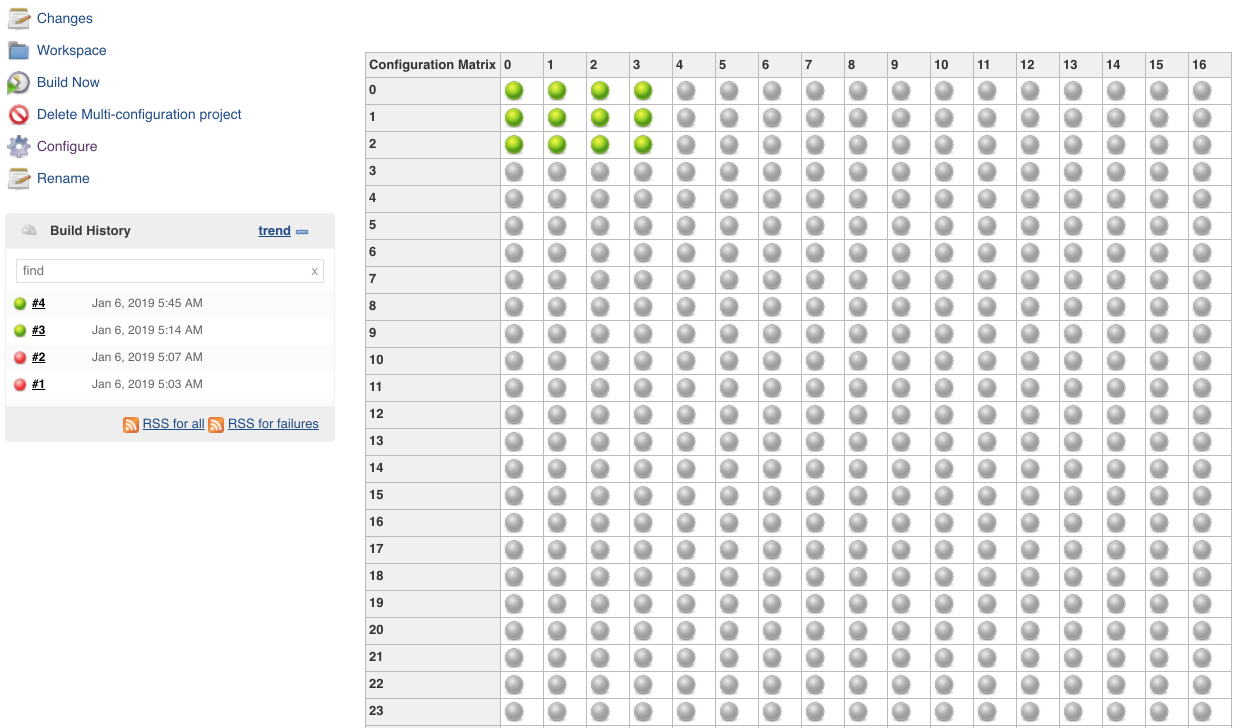 Changes
Workspace
Build Now
Delete Multi-configuration project
Configure
Rename
Build History trend
find x
#4 Jan 6, 2019 5:45 AM
#3 Jan 6, 2019 5:14 AM
#2 Jan 6, 2019 5:07 AM
#1 Jan 6, 2019 5:03 AM
RSS for all RSS for failures
Configuration Matrix 0 1 2 3 4 5 6 7 8 9 10 11 12 13 14 15 16
0
1
2
3
4
5
6
7
8
9
10
11
12
13
14
15
16
17
18
19
20
21
22
23